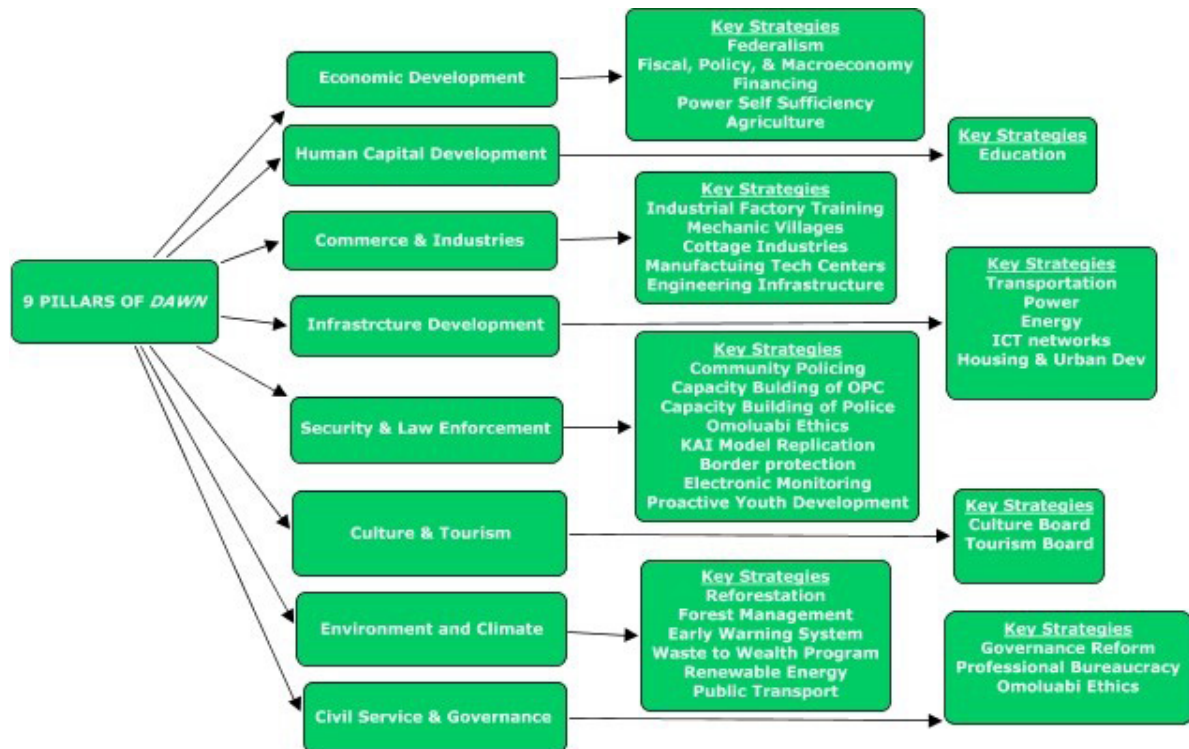 9 PILLARS OF DAWN
Economic Development
Key Strategies
Federalism
Fiscal, Policy, & Macroeconomy
Financing
Power Self Sufficiency
Agriculture
Human Capital Development
Key Strategies
Education
Commerce & Industries
Key Strategies
Industrial Factory Training
Mechanic Villages
Cottage Industries
Manufactuing Tech Centers
Engineering Infrastructure
Infrastrcture Development
Key Strategies
Transportation
Power
Energy
ICT networks
Housing & Urban Dev
Security & Law Enforcement
Key Strategies
Community Policing
Capacity Bulding of OPC
Capacity Building of Police
Omoluabi Ethics
KAI Model Replication
Border protection
Electronic Monitoring
Proactive Youth Development
Culture & Tourism
Key Strategies
Culture Board
Tourism Board
Environment and Climate
Key Strategies
Reforestation
Forest Management
Early Warning System
Waste to Wealth Program
Renewable Energy
Public Transport
Civil Service & Governance
Key Strategies
Governance Reform
Professional Bureaucracy
Omoluabi Ethics